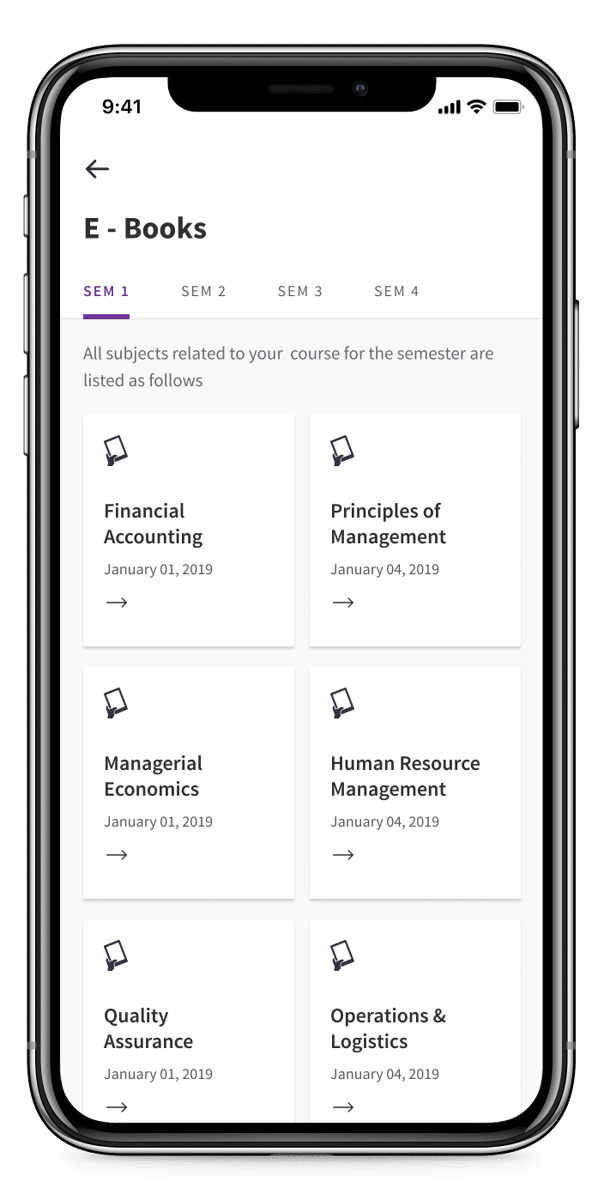 9:41
E - Books
SEM 1 SEM 2 SEM 3 SEM 4
All subjects related to your  course for the semester are
listed as follows
Financial
Accounting
January 01, 2019
Principles of
Management
January 04, 2019
Managerial
Economics
January 01, 2019
Human Resource
Management
January 04, 2019
Quality
Assurance
January 01, 2019
Operations &
Logistics
January 04, 2019